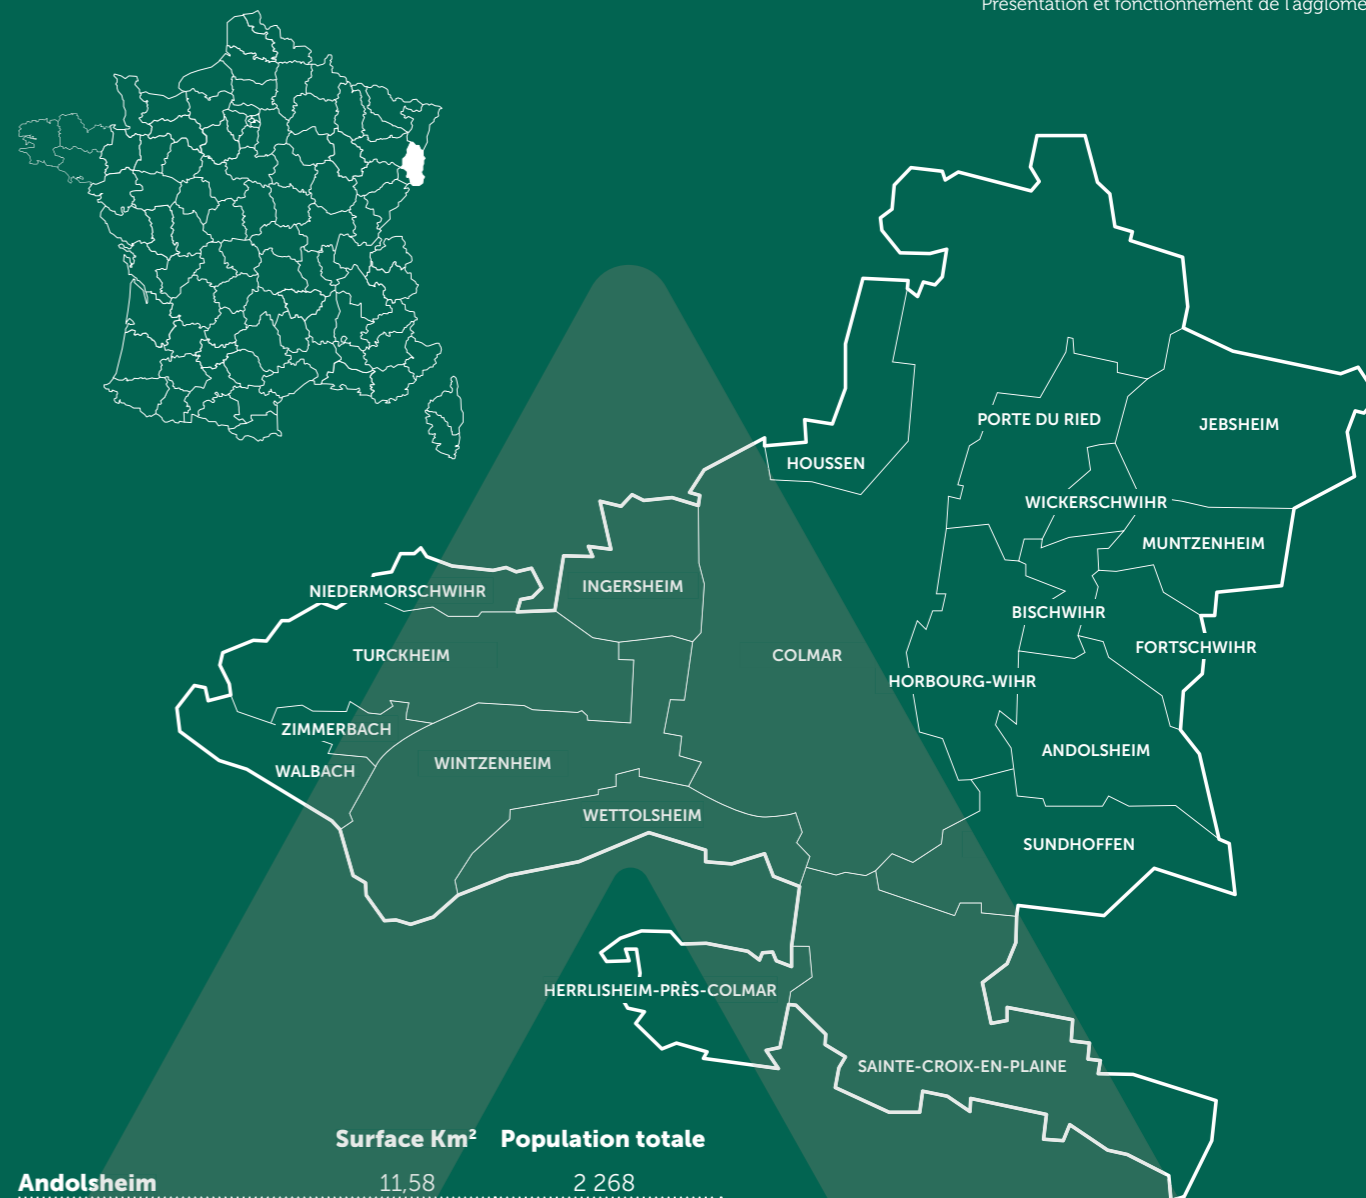 Présentation et fonctionnement de l'agglomé
PORTE DU RIED
JEBSHEIM
HOUSSEN
WICKERSCHWIHR
MUNTZENHEIM
NIEDERMORSCHWIHR
INGERSHEIM
BISCHWIHR
FORTSCHWIHR
TURCKHEIM
COLMAR
HORBOURG-WIHR
ZIMMERBACH
ANDOLSHEIM
WALBACH
WINTZENHEIM
WETTOLSHEIM
SUNDHOFFEN
HERRLISHEIM-PRÈS-COLMAR
SAINTE-CROIX-EN-PLAINE
Surface Km² Population totale
Andolsheim 11,58 2 268